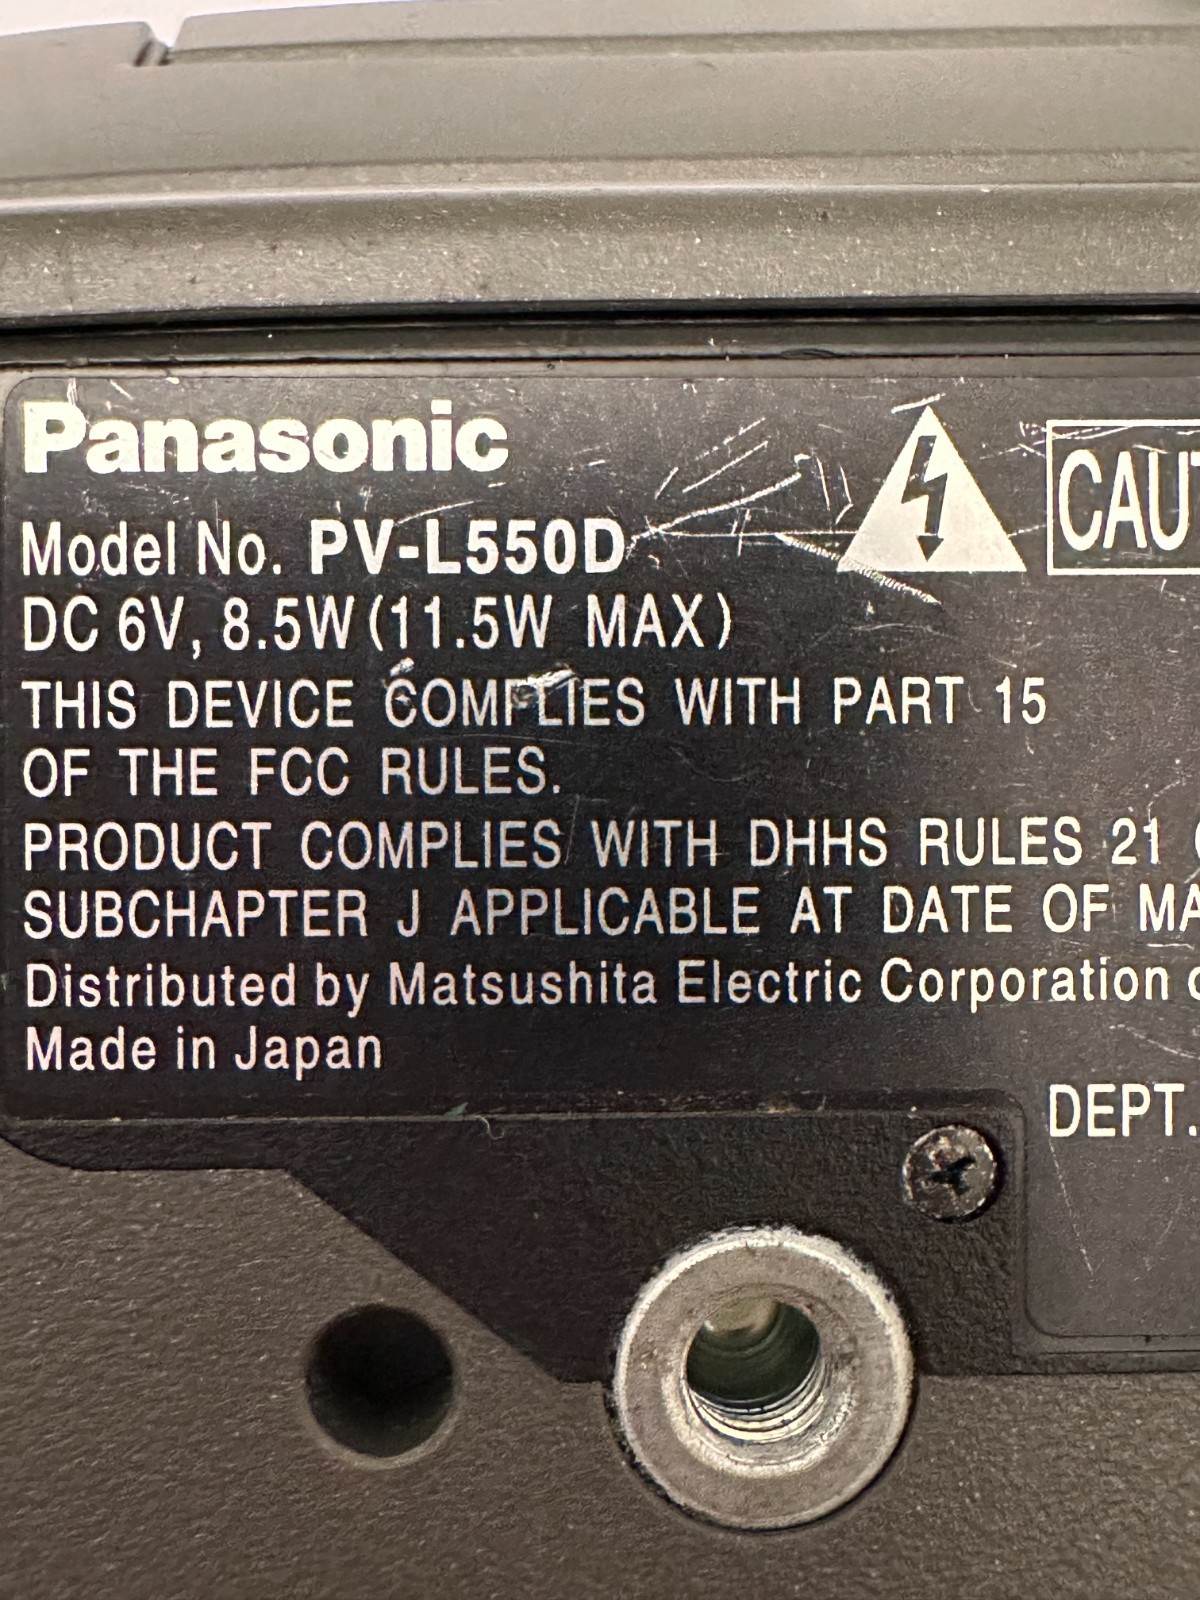 Panasonic
Model No. PV-L550D
DC 6V, 8.5W (11.5W MAX)
CAUT
THIS DEVICE COMPLIES WITH PART 15
OF THE FCC RULES.
PRODUCT COMPLIES WITH DHHS RULES 21
SUBCHAPTER J APPLICABLE AT DATE OF MA
Distributed by Matsushita Electric Corporation
Made in Japan
DEPT.